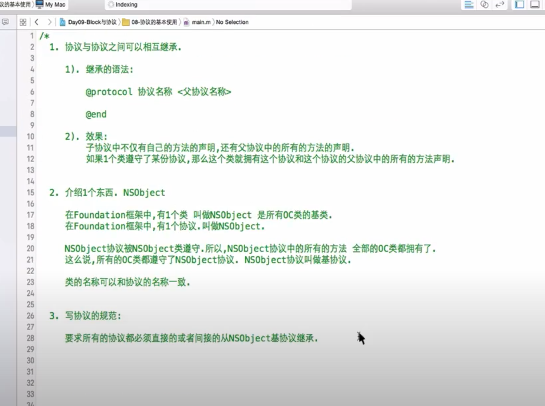 议的基本使用 〉 My Mac
Indexing
Day09-Block与协议 〉 08-协议的基本使用 〉 main.m 〉 No Selection
1 /*
2 1. 协议与协议之间可以相互继承.
3
4 1). 继承的语法:
5
6 @protocol 协议名称 <父协议名称>
7
8 @end
9
10 2). 效果:
11 子协议中不仅有自己的方法的声明,还有父协议中的所有的方法的声明.
12 如果1个类遵守了某份协议,那么这个类就拥有这个协议和这个协议的父协议中的所有的方法声明.
13
14
15 2. 介绍1个东西. NSObject
16
17 在Foundation框架中,有1个类 叫做NSObject 是所有OC类的基类.
18 在Foundation框架中,有1个协议.叫做NSObject.
19
20 NSObject协议被NSObject类遵守.所以,NSObject协议中的所有的方法 全部的OC类都拥有了.
21 这么说,所有的OC类都遵守了NSObject协议. NSObject协议叫做基协议.
22
23 类的名称可以和协议的名称一致.
24
25
26 3. 写协议的规范:
27
28 要求所有的协议都必须直接的或者间接的从NSObject基协议继承.
29
30
31
32
33
34